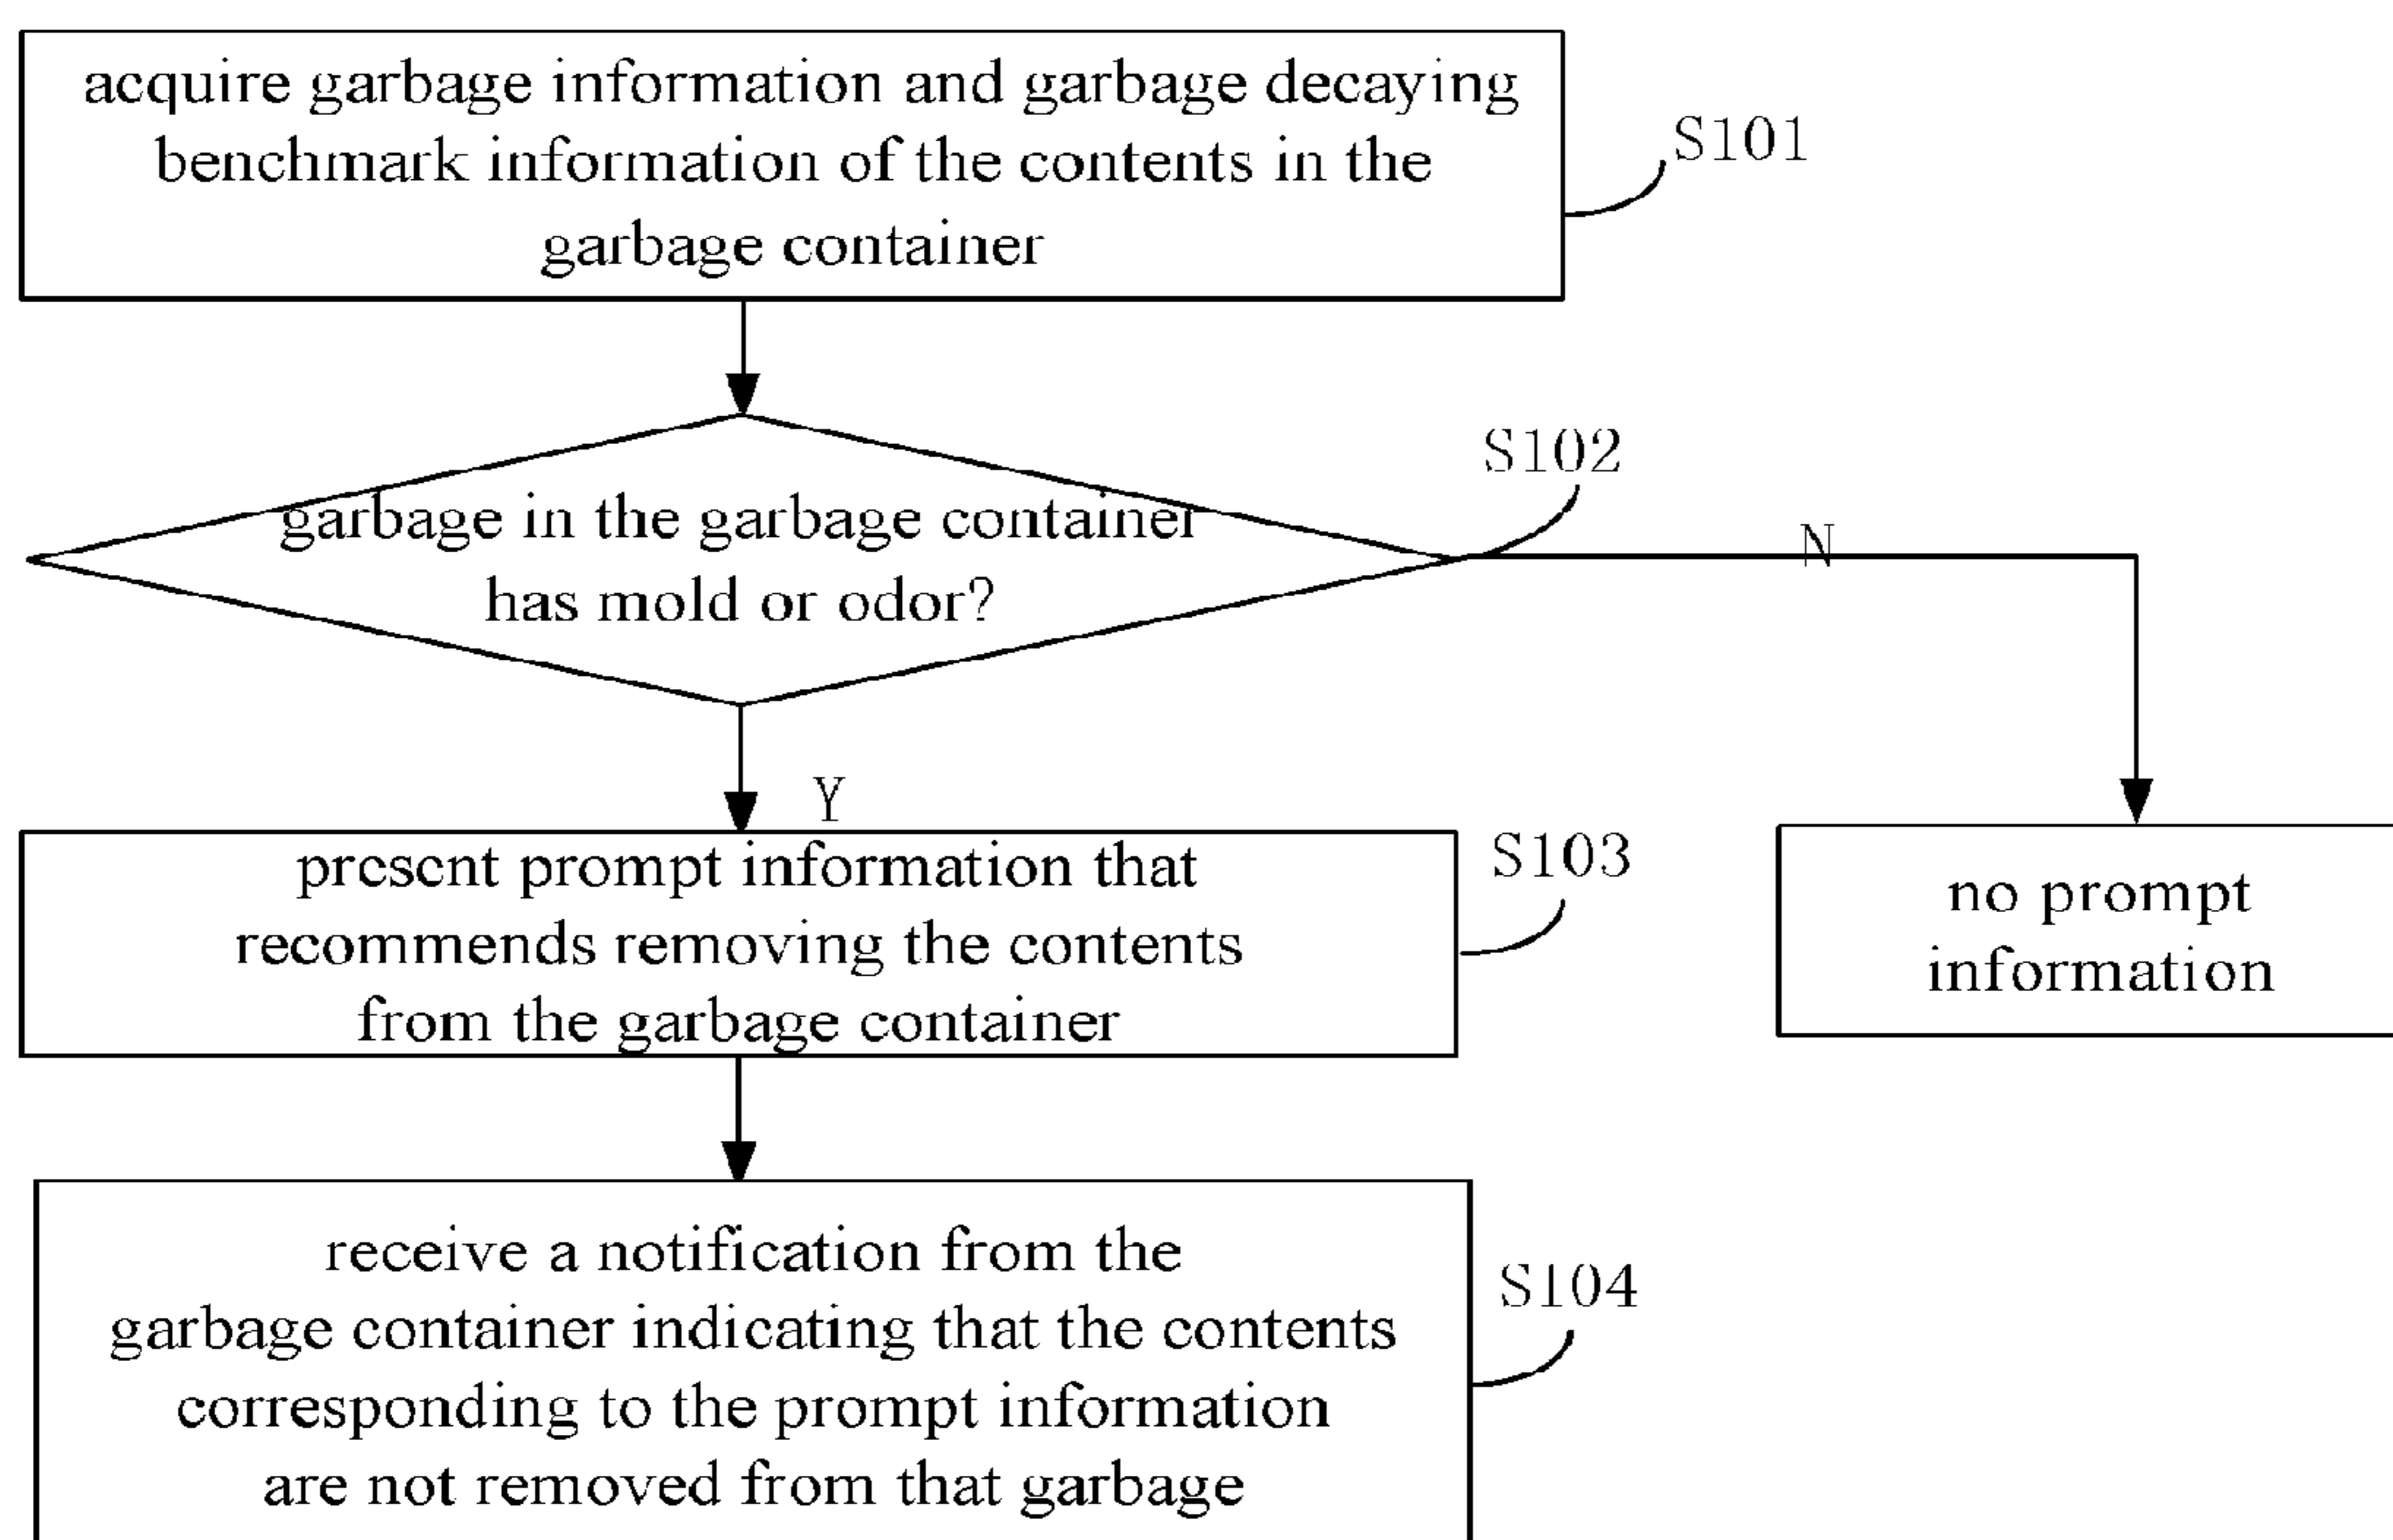 acquire garbage information and garbage decaying
benchmark information of the contents in the
garbage container
S101
S102
garbage in the garbage container
has mold or odor?
N
Y
present prompt information that
recommends removing the contents
from the garbage container
S103
no prompt
information
receive a notification from the
garbage container indicating that the contents
corresponding to the prompt information
are not removed from that garbage
S104